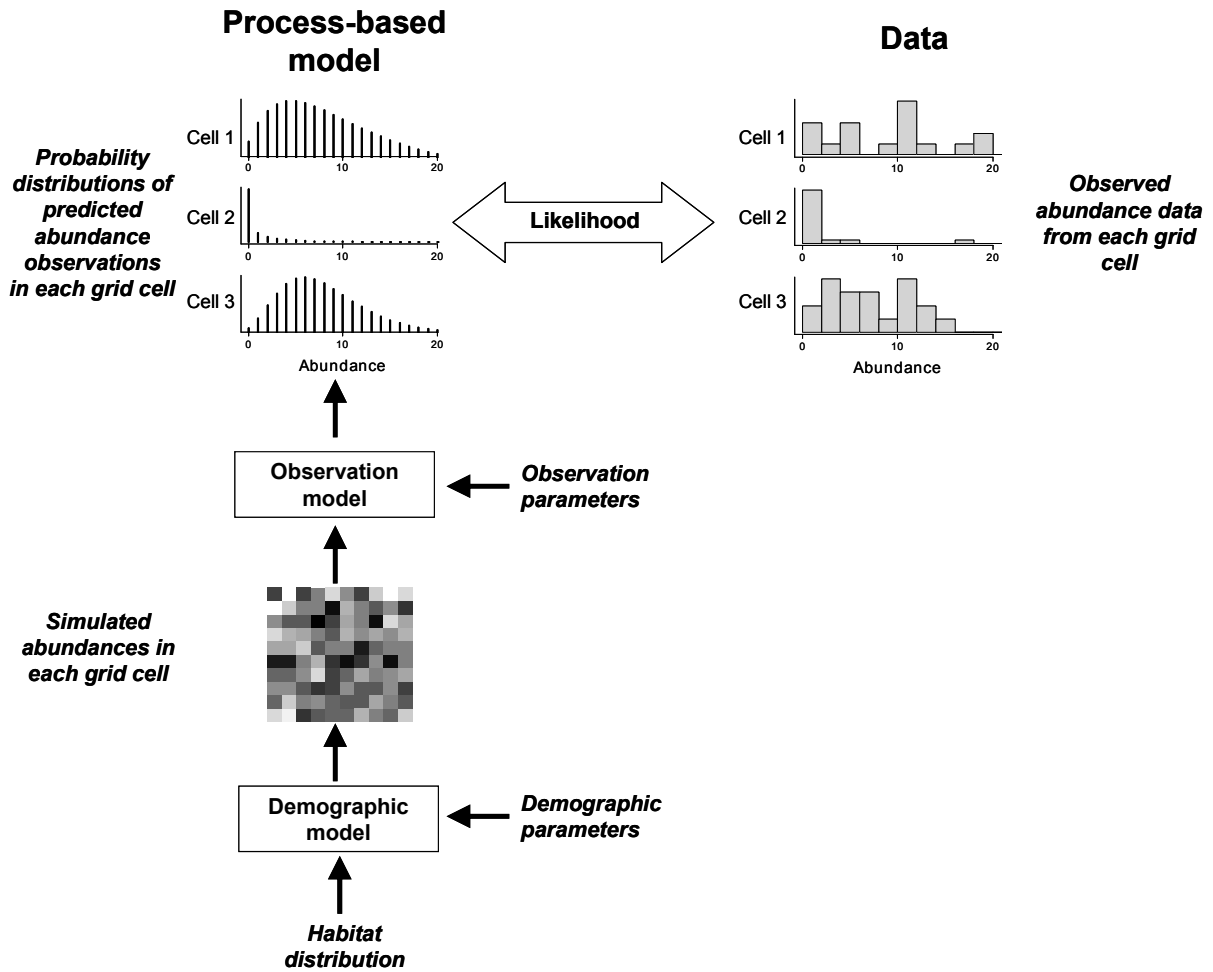 Process-based
model
Data
Probability
distributions of
predicted
abundance
observations
in each grid cell
Cell 1
0 10 20
Cell 2
0 10 20
Cell 3
0 10 20
Abundance
Likelihood
Cell 1
0 10 20
Cell 2
0 10 20
Cell 3
0 10 20
Abundance
Observed
abundance data
from each grid
cell
Observation
model
Observation
parameters
Simulated
abundances in
each grid cell
Demographic
model
Demographic
parameters
Habitat
distribution